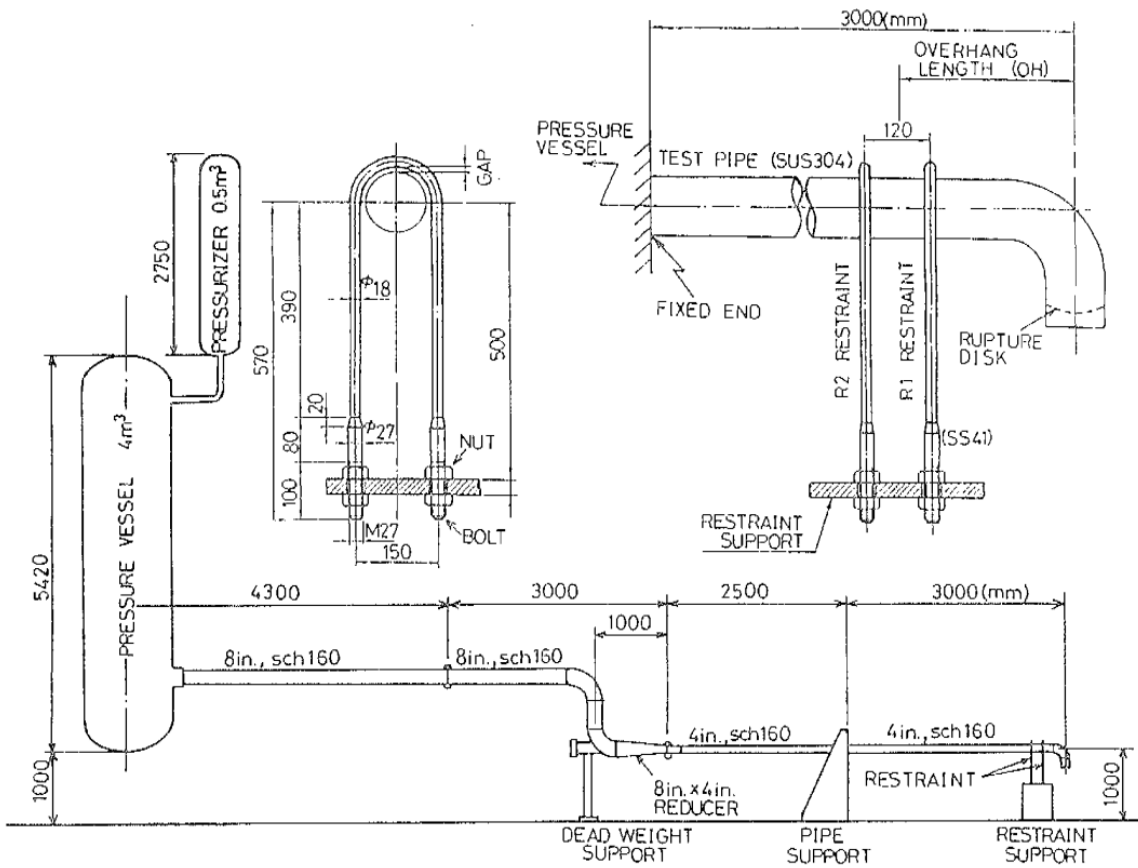 3000(mm)
OVERHANG
LENGTH (OH)
120
PRESSURE
VESSEL
TEST PIPE (SUS304)
FIXED END
R2 RESTRAINT
R1 RESTRAINT
RUPTURE
DISK
(SS41)
RESTRAINT
SUPPORT
GAP
φ18
390
570
500
20
φ27
80
100
NUT
BOLT
M27
150
2750
PRESSURIZER 0.5m³
5420
PRESSURE VESSEL 4m³
1000
4300
3000
2500
3000(mm)
1000
8in., sch160
8in., sch160
4in., sch160
4in., sch160
8in.×4in.
REDUCER
RESTRAINT
1000
DEAD WEIGHT
SUPPORT
PIPE
SUPPORT
RESTRAINT
SUPPORT